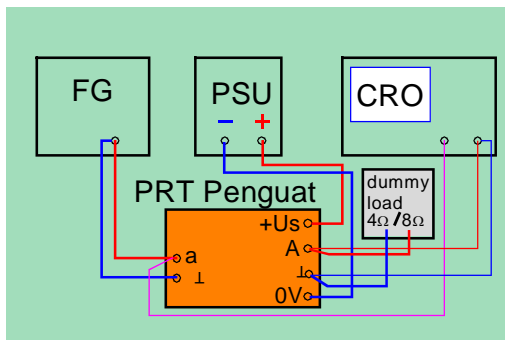 FG
PSU
− +
CRO
PRT Penguat
dummy
load
4Ω/8Ω
+Us
A
a
⊥
⊥
0V